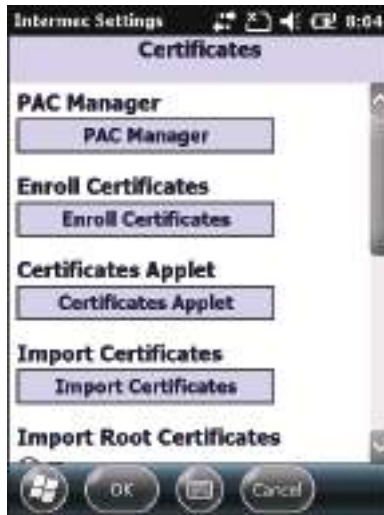 Intermec Settings 8:04
Certificates
PAC Manager
PAC Manager
Enroll Certificates
Enroll Certificates
Certificates Applet
Certificates Applet
Import Certificates
Import Certificates
Import Root Certificates
OK Cancel